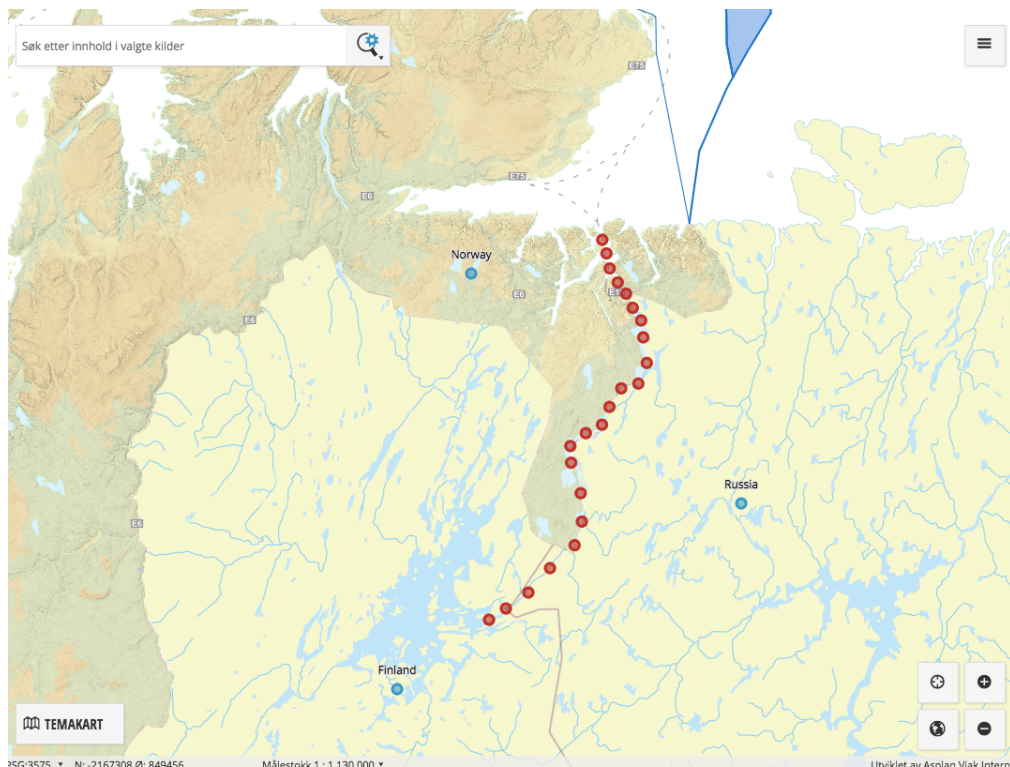 Søk etter innhold i valgte kilder
E75
E75
E6
Norway
E6
E6
E6
Russia
Finland
TEMAKART
PSG:3575 N: -2167308 Ø: 849456 Målestokk 1 : 1 130 000
Utviklet av Asplan Viak Intern